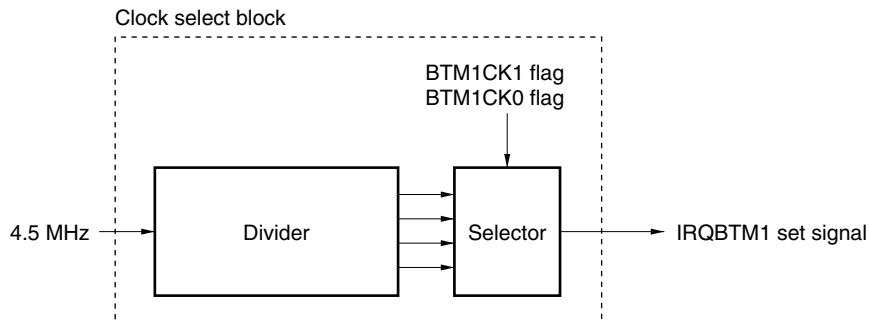 Clock select block
BTM1CK1 flag
BTM1CK0 flag
4.5 MHz
Divider
Selector
IRQBTM1 set signal